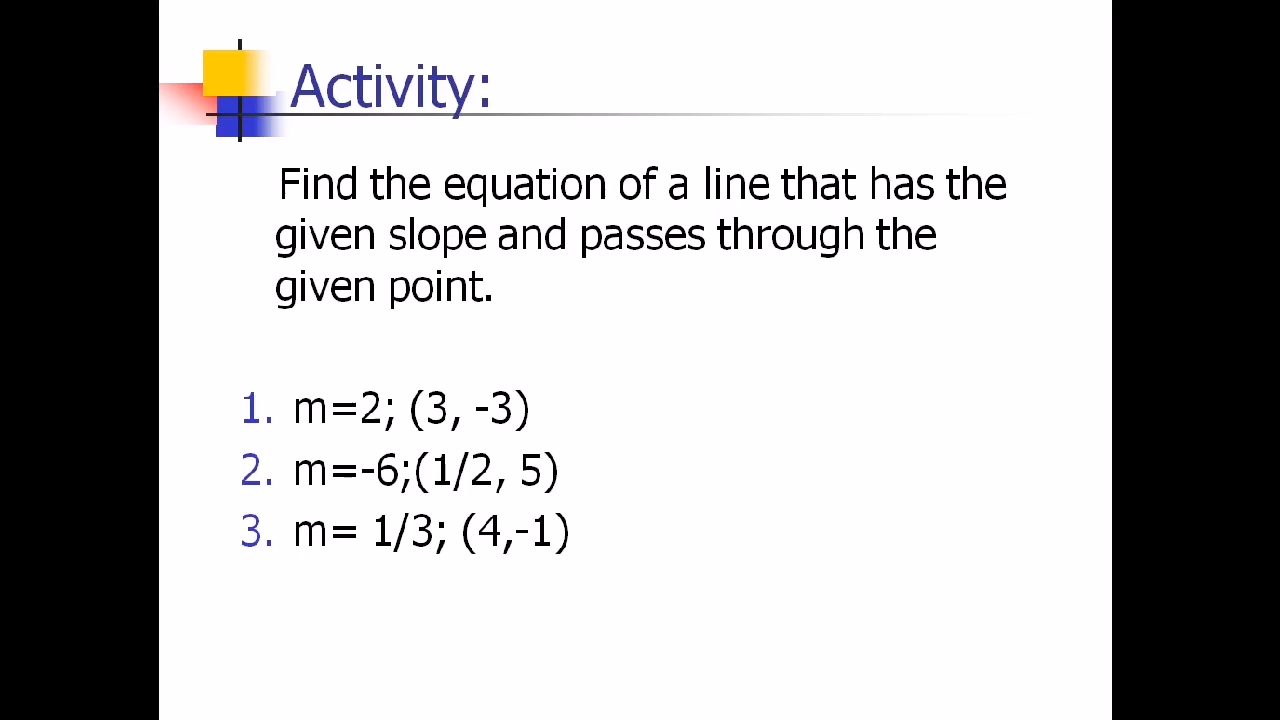 Activity:
Find the equation of a line that has the
given slope and passes through the
given point.
1. m=2; (3, -3)
2. m=-6;(1/2, 5)
3. m= 1/3; (4,-1)